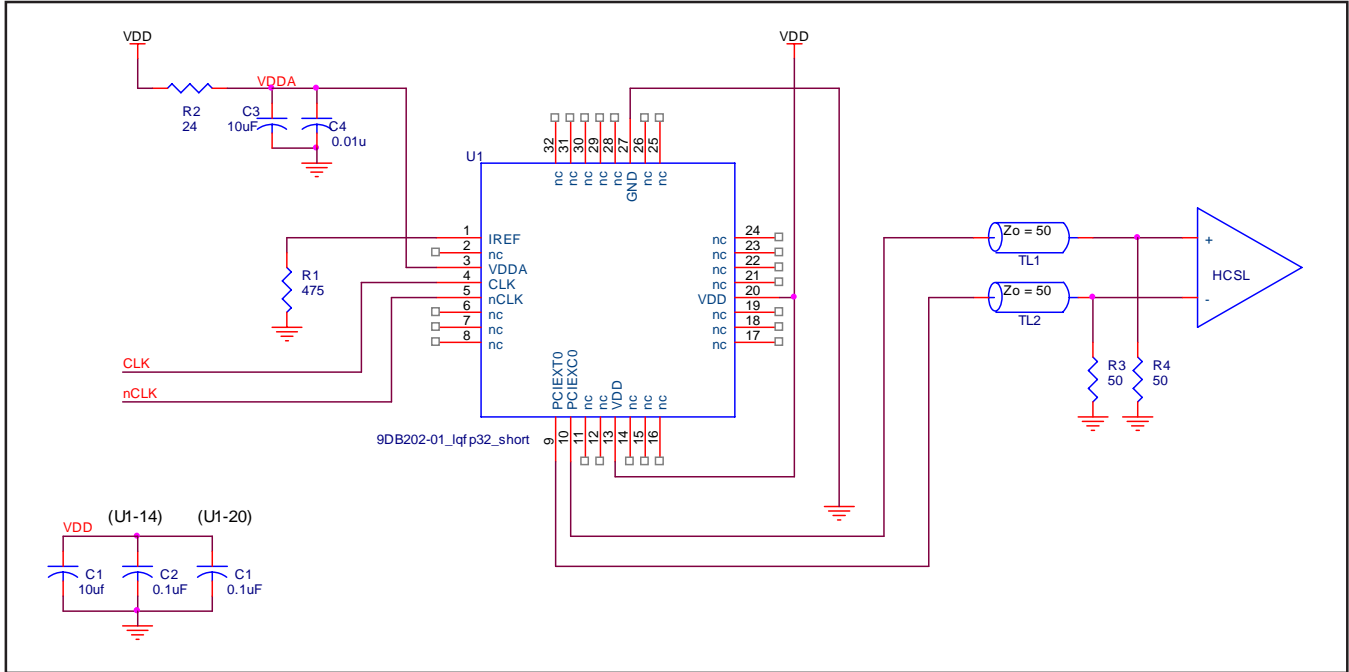 VDD
VDD
VDDA
R2
24
C3
10uF
C4
0.01u
U1
32
31
30
29
28
27
26
25
nc
nc
nc
nc
nc
GND
nc
nc
1 IREF
2 nc
3 VDDA
4 CLK
5 nCLK
6 nc
7 nc
8 nc
nc 24
nc 23
nc 22
nc 21
VDD 20
nc 19
nc 18
nc 17
PCIEXT0
PCIEXC0
nc
nc
VDD
nc
nc
nc
9
10
11
12
13
14
15
16
R1
475
CLK
nCLK
9DB202-01_lqfp32_short
Zo = 50
TL1
Zo = 50
TL2
+
HCSL
-
R3
50
R4
50
(U1-14)
(U1-20)
VDD
C1
10uf
C2
0.1uF
C1
0.1uF